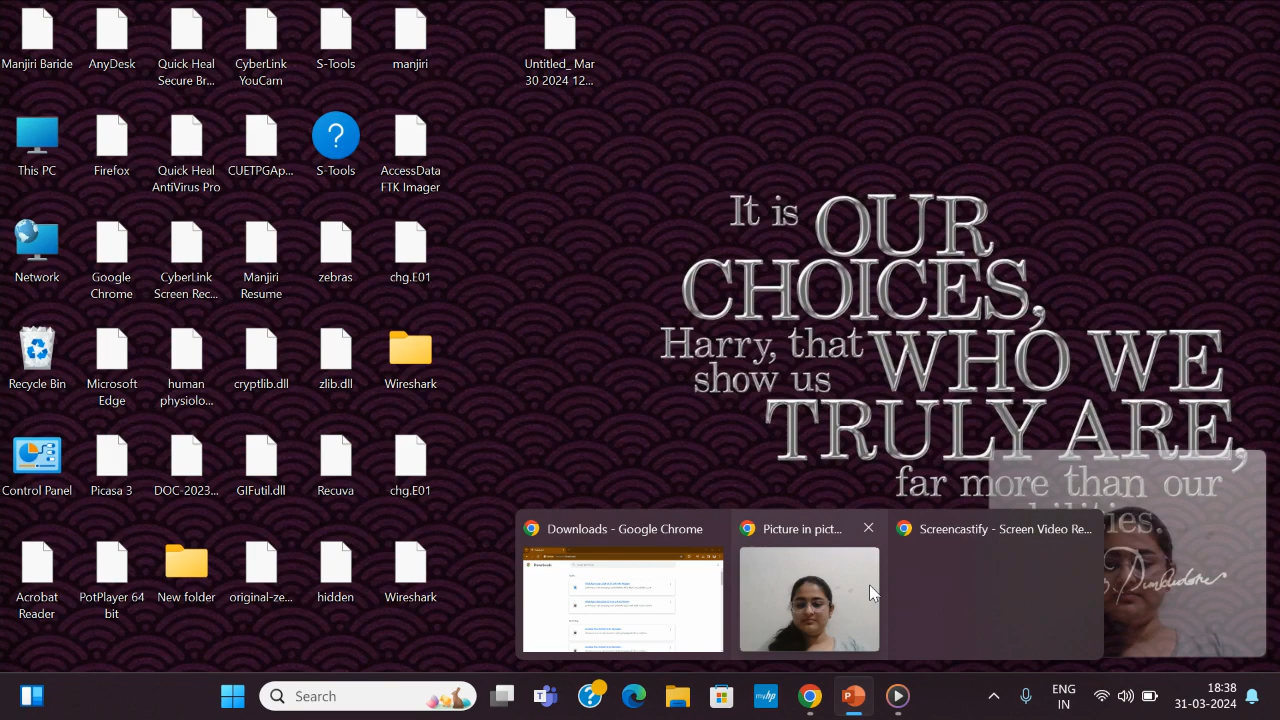 Manjiri Baride
AnyDesk
Quick Heal
Secure Br...
CyberLink
YouCam
S-Tools
manjiri
Untitled_ Mar
30 2024 12...
This PC
Firefox
Quick Heal
AntiVirus Pro
CUETPGAp...
S-Tools
AccessData
FTK Imager
Network
Google
Chrome
CyberLink
Screen Rec...
Manjiri
Resume
zebras
chg.E01
Recycle Bin
Microsoft
Edge
human
physiolo...
cryptlib.dll
zlib.dll
Wireshark
Control Panel
Picasa 3
DOC-2023...
GIFutil.dll
Recuva
chg.E01
Acrobat
Reader
New folder
original-ze...
hidden
Wireshark
It is OUR
CHOICES,
Harry, that WHO WE
show us
TRULY ARE,
far more than our
abilities.
Downloads - Google Chrome
Picture in pict...
Screencastify - Screen Video Re...
Downloads
Search
ENG
IN
18:38
31-03-2024